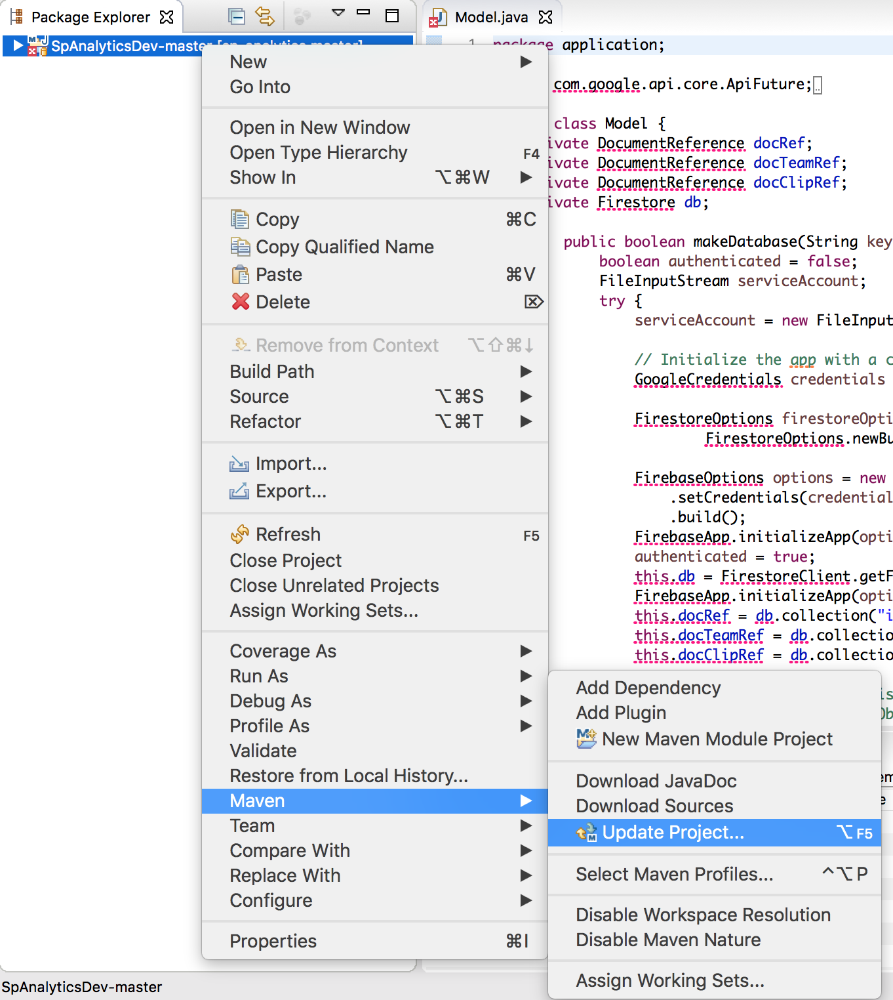 Package Explorer
Model.java
SpAnalyticsDev-master [sp-analytics-master]
1 package application;
com.google.api.core.ApiFuture;
class Model {
ivate DocumentReference docRef;
ivate DocumentReference docTeamRef;
ivate DocumentReference docClipRef;
ivate Firestore db;
public boolean makeDatabase(String key
boolean authenticated = false;
FileInputStream serviceAccount;
try {
serviceAccount = new FileInput
// Initialize the app with a c
GoogleCredentials credentials
FirestoreOptions firestoreOpti
FirestoreOptions.newBu
FirebaseOptions options = new
.setCredentials(credential
.build();
FirebaseApp.initializeApp(opti
authenticated = true;
this.db = FirestoreClient.getF
FirebaseApp.initializeApp(opti
this.docRef = db.collection("i
this.docTeamRef = db.collectio
this.docClipRef = db.collectio
New
Go Into
Open in New Window
Open Type Hierarchy F4
Show In ⌥⌘W
Copy ⌘C
Copy Qualified Name
Paste ⌘V
Delete ⌦
Remove from Context ⌥⇧⌘↓
Build Path
Source ⌥⌘S
Refactor ⌥⌘T
Import...
Export...
Refresh F5
Close Project
Close Unrelated Projects
Assign Working Sets...
Coverage As
Run As
Debug As
Profile As
Validate
Restore from Local History...
Maven
Team
Compare With
Replace With
Configure
Properties ⌘I
Add Dependency
Add Plugin
New Maven Module Project
Download JavaDoc
Download Sources
Update Project... ⌥F5
Select Maven Profiles... ^⌥P
Disable Workspace Resolution
Disable Maven Nature
Assign Working Sets...
SpAnalyticsDev-master